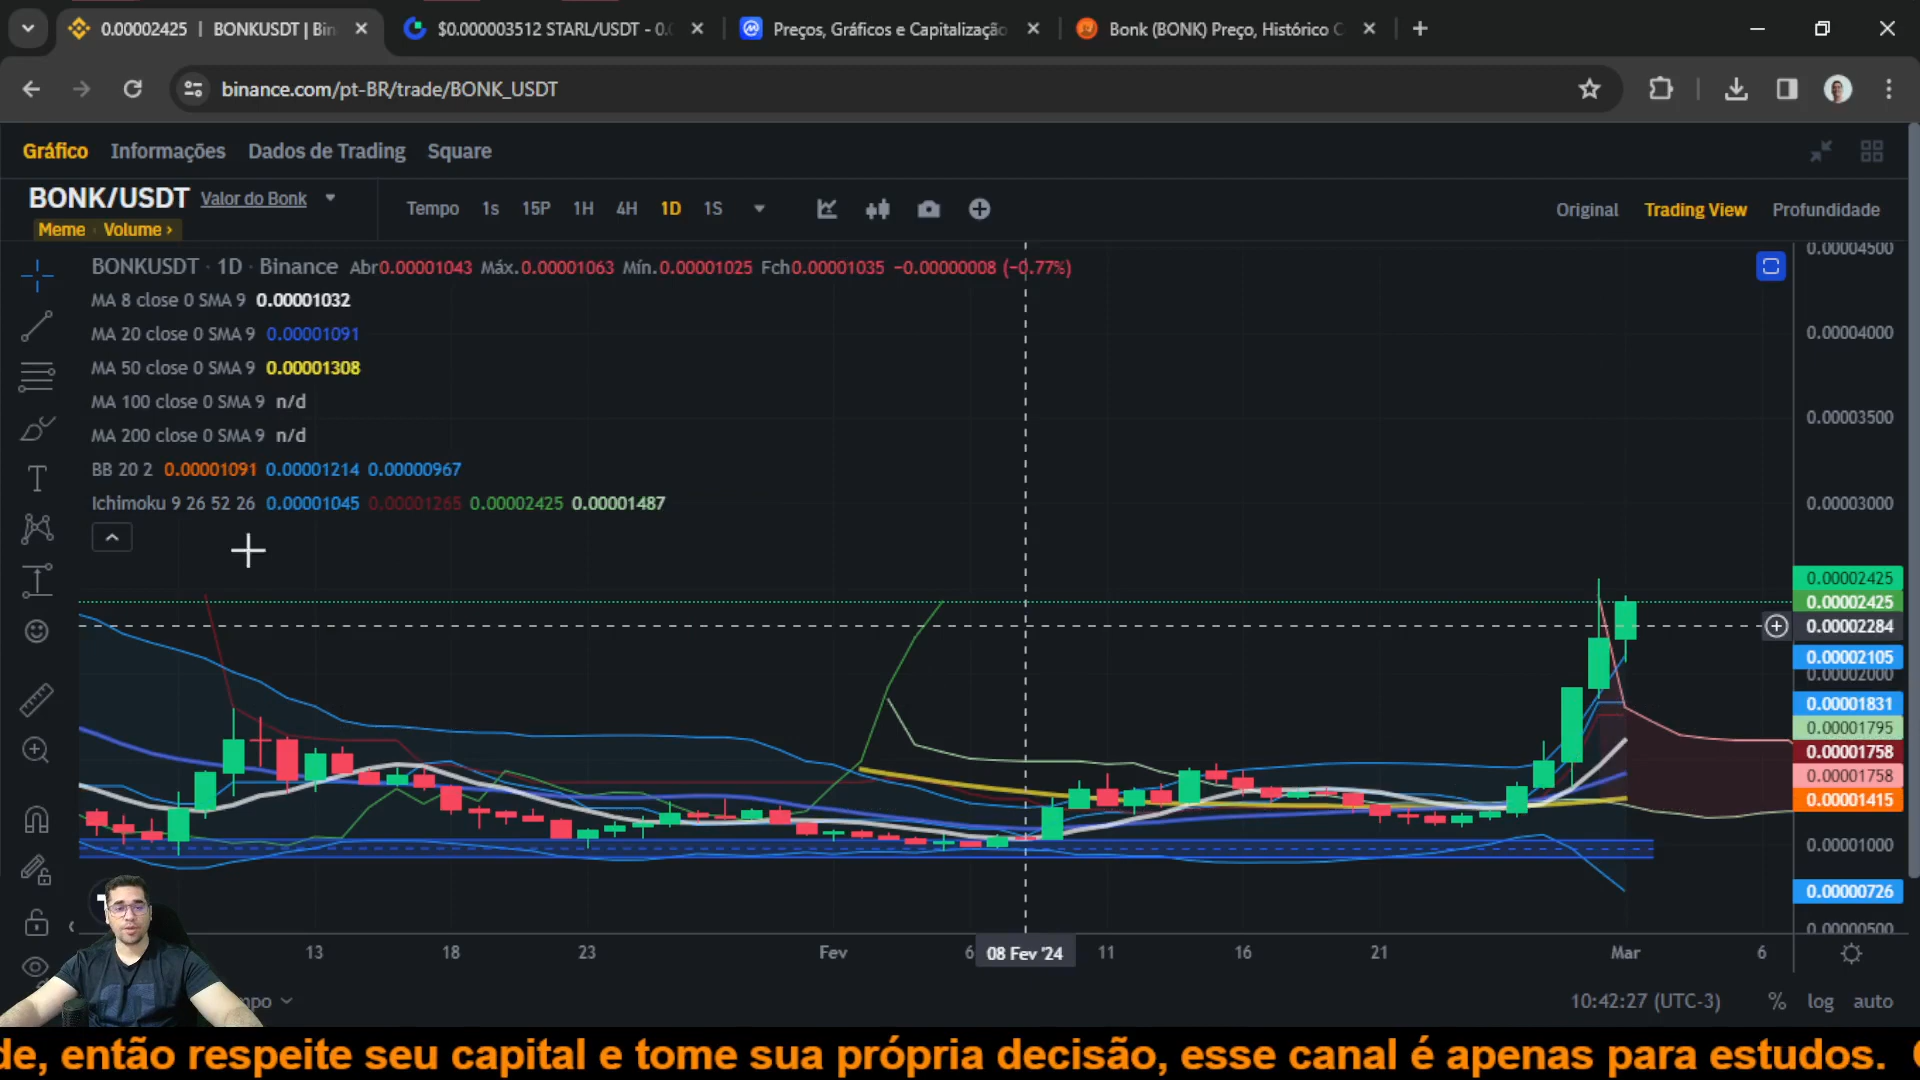 0.00002425 | BONKUSDT | Bin
$0.000003512 STARL/USDT - 0.0
Preços, Gráficos e Capitalização
Bonk (BONK) Preço, Histórico C
binance.com/pt-BR/trade/BONK_USDT
Gráfico Informações Dados de Trading Square
BONK/USDT Valor do Bonk
Meme Volume ›
Tempo 1s 15P 1H 4H 1D 1S
Original Trading View Profundidade
BONKUSDT · 1D · Binance Abr0.00001043 Máx.0.00001063 Mín.0.00001025 Fch0.00001035 −0.00000008 (−0.77%)
MA 8 close 0 SMA 9 0.00001032
MA 20 close 0 SMA 9 0.00001091
MA 50 close 0 SMA 9 0.00001308
MA 100 close 0 SMA 9 n/d
MA 200 close 0 SMA 9 n/d
BB 20 2 0.00001091 0.00001214 0.00000967
Ichimoku 9 26 52 26 0.00001045 0.00001265 0.00002425 0.00001487
0.00004500
0.00004000
0.00003500
0.00003000
0.00002425
0.00002425
0.00002284
0.00002105
0.00002000
0.00001831
0.00001795
0.00001758
0.00001758
0.00001415
0.00001000
0.00000726
0.00000500
13 18 23 Fev 6 08 Fev '24 11 16 21 Mar 6
mpo
10:42:27 (UTC-3) % log auto
de, então respeite seu capital e tome sua própria decisão, esse canal é apenas para estudos.